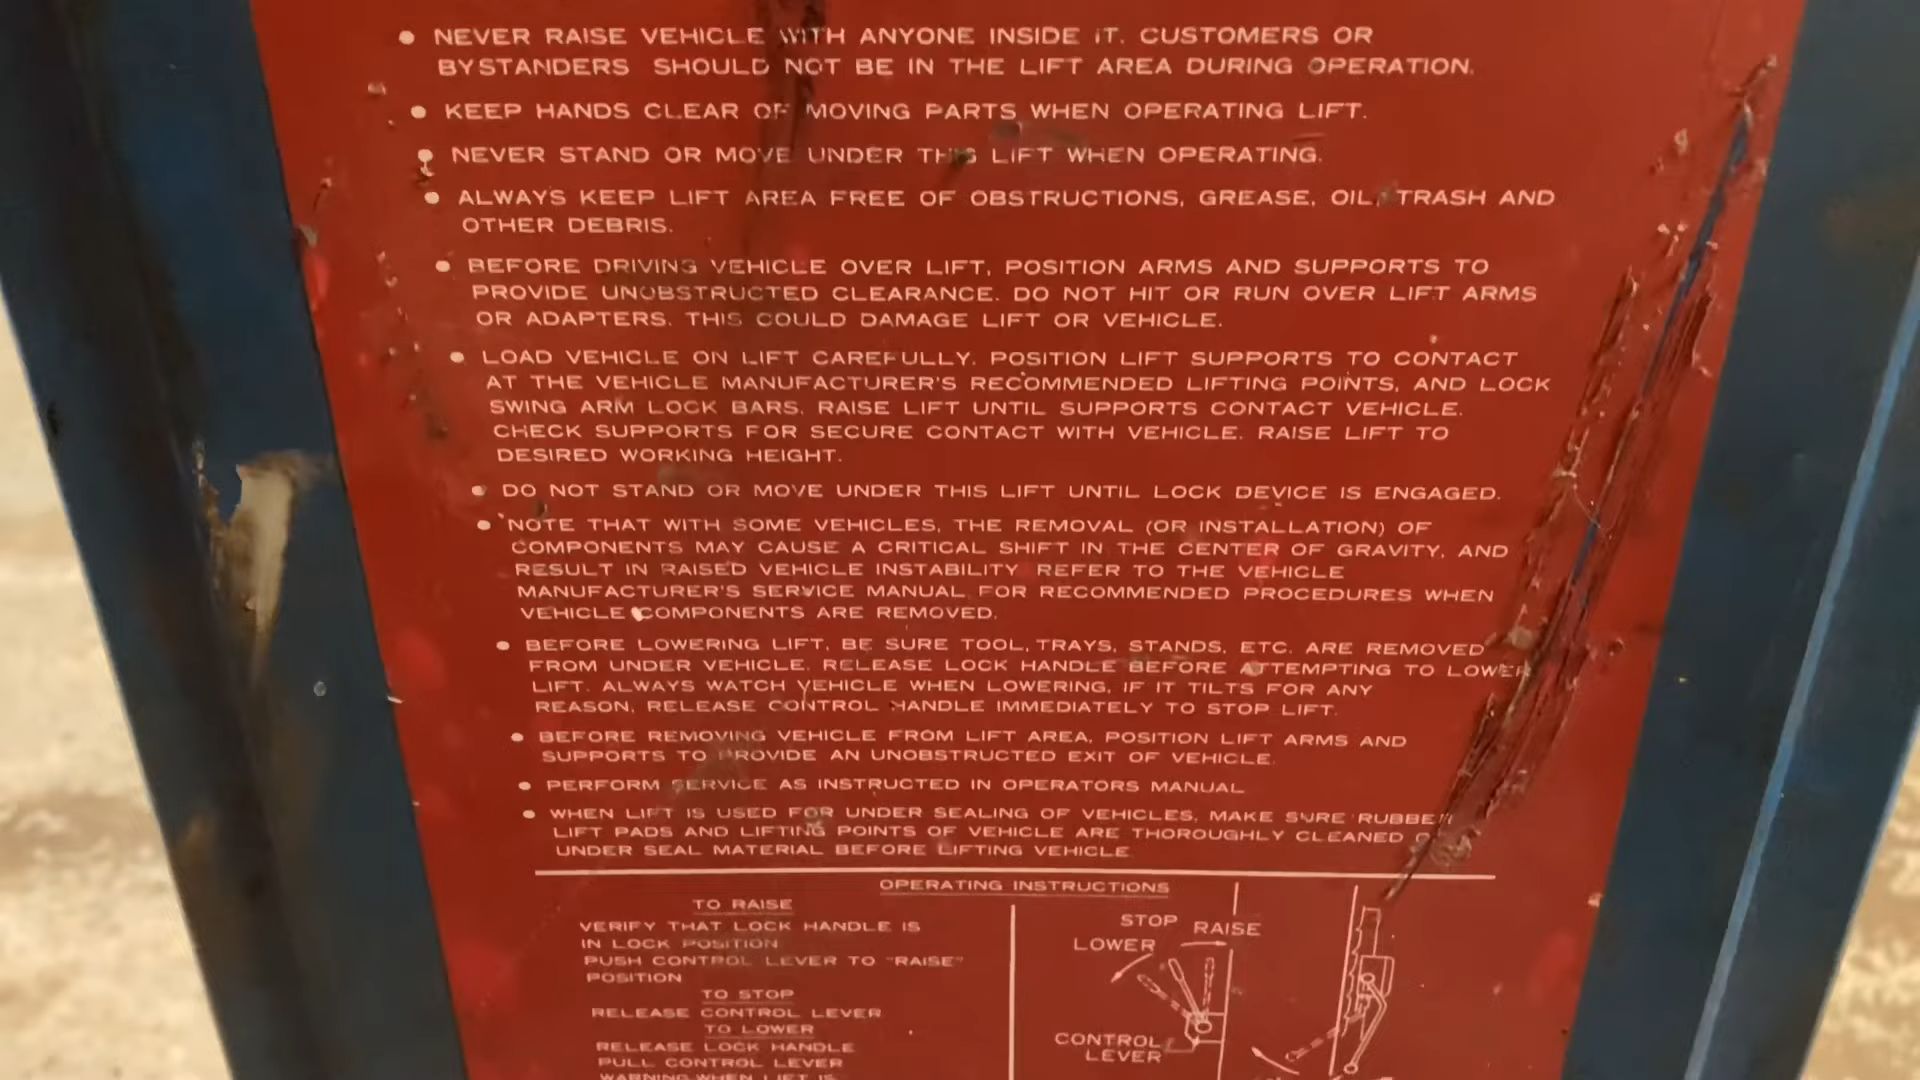 ● NEVER RAISE VEHICLE WITH ANYONE INSIDE IT. CUSTOMERS OR
BYSTANDERS SHOULD NOT BE IN THE LIFT AREA DURING OPERATION.
● KEEP HANDS CLEAR OF MOVING PARTS WHEN OPERATING LIFT.
● NEVER STAND OR MOVE UNDER THIS LIFT WHEN OPERATING.
● ALWAYS KEEP LIFT AREA FREE OF OBSTRUCTIONS, GREASE, OIL, TRASH AND
OTHER DEBRIS.
● BEFORE DRIVING VEHICLE OVER LIFT, POSITION ARMS AND SUPPORTS TO
PROVIDE UNOBSTRUCTED CLEARANCE. DO NOT HIT OR RUN OVER LIFT ARMS
OR ADAPTERS. THIS COULD DAMAGE LIFT OR VEHICLE.
● LOAD VEHICLE ON LIFT CAREFULLY. POSITION LIFT SUPPORTS TO CONTACT
AT THE VEHICLE MANUFACTURER'S RECOMMENDED LIFTING POINTS, AND LOCK
SWING ARM LOCK BARS. RAISE LIFT UNTIL SUPPORTS CONTACT VEHICLE.
CHECK SUPPORTS FOR SECURE CONTACT WITH VEHICLE. RAISE LIFT TO
DESIRED WORKING HEIGHT.
● DO NOT STAND OR MOVE UNDER THIS LIFT UNTIL LOCK DEVICE IS ENGAGED.
● NOTE THAT WITH SOME VEHICLES, THE REMOVAL (OR INSTALLATION) OF
COMPONENTS MAY CAUSE A CRITICAL SHIFT IN THE CENTER OF GRAVITY, AND
RESULT IN RAISED VEHICLE INSTABILITY. REFER TO THE VEHICLE
MANUFACTURER'S SERVICE MANUAL FOR RECOMMENDED PROCEDURES WHEN
VEHICLE COMPONENTS ARE REMOVED.
● BEFORE LOWERING LIFT, BE SURE TOOL, TRAYS, STANDS, ETC. ARE REMOVED
FROM UNDER VEHICLE. RELEASE LOCK HANDLE BEFORE ATTEMPTING TO LOWER
LIFT. ALWAYS WATCH VEHICLE WHEN LOWERING, IF IT TILTS FOR ANY
REASON, RELEASE CONTROL HANDLE IMMEDIATELY TO STOP LIFT.
● BEFORE REMOVING VEHICLE FROM LIFT AREA, POSITION LIFT ARMS AND
SUPPORTS TO PROVIDE AN UNOBSTRUCTED EXIT OF VEHICLE.
● PERFORM SERVICE AS INSTRUCTED IN OPERATORS MANUAL
● WHEN LIFT IS USED FOR UNDER SEALING OF VEHICLES, MAKE SURE RUBBER
LIFT PADS AND LIFTING POINTS OF VEHICLE ARE THOROUGHLY CLEANED
UNDER SEAL MATERIAL BEFORE LIFTING VEHICLE
OPERATING INSTRUCTIONS
TO RAISE
VERIFY THAT LOCK HANDLE IS
IN LOCK POSITION
PUSH CONTROL LEVER TO "RAISE"
POSITION
TO STOP
RELEASE CONTROL LEVER
TO LOWER
RELEASE LOCK HANDLE
PULL CONTROL LEVER
WARNING WHEN LIFT IS
STOP RAISE
LOWER
CONTROL
LEVER